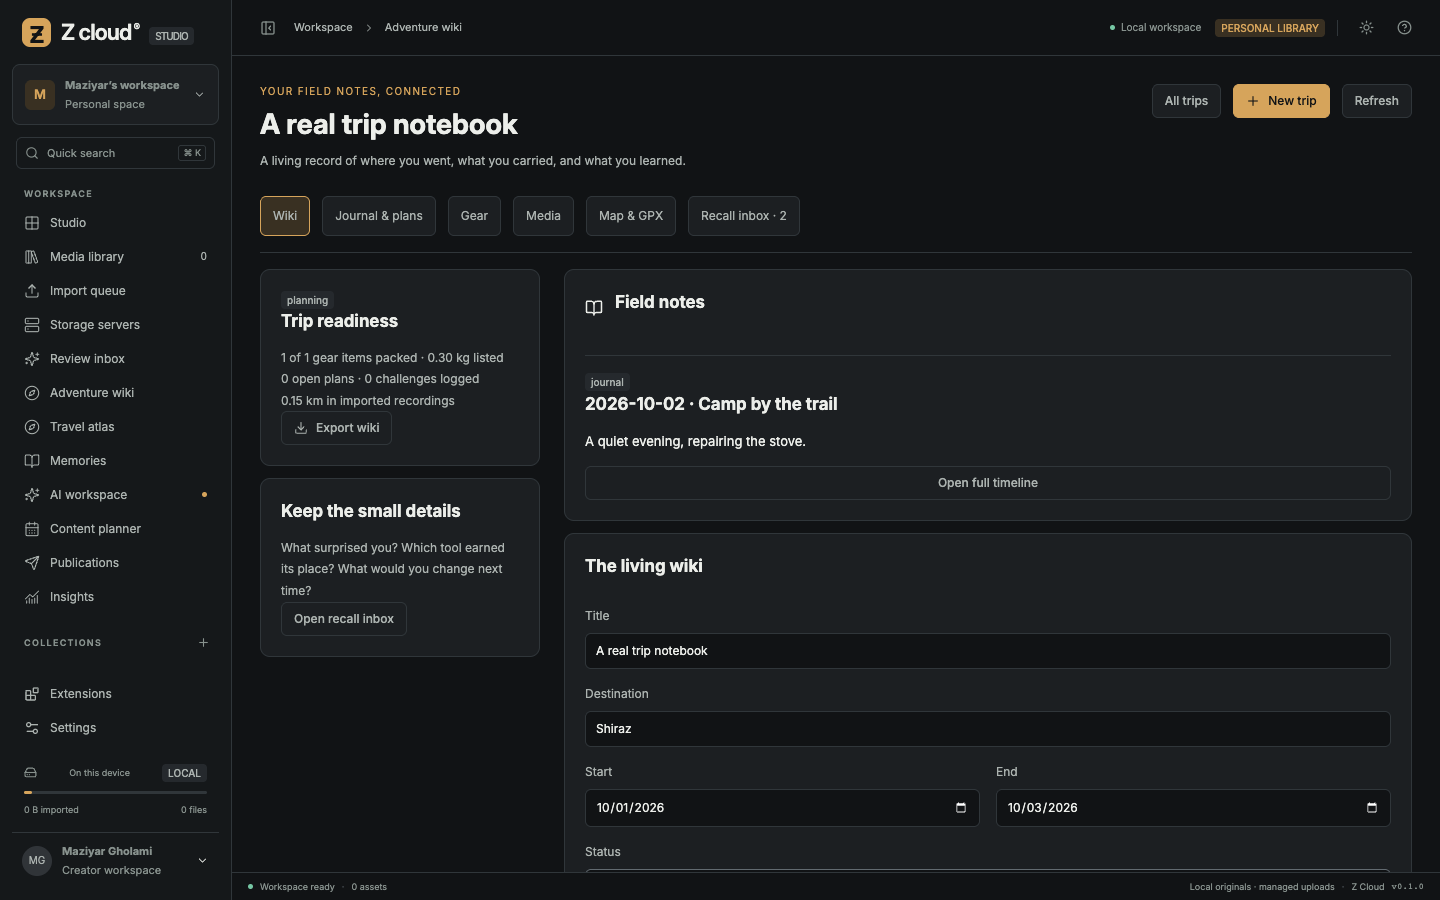 Z cloud® STUDIO
M
Maziyar's workspace
Personal space
Quick search ⌘ K
WORKSPACE
Studio
Media library 0
Import queue
Storage servers
Review inbox
Adventure wiki
Travel atlas
Memories
AI workspace
Content planner
Publications
Insights
COLLECTIONS
Extensions
Settings
On this device LOCAL
0 B imported 0 files
MG
Maziyar Gholami
Creator workspace
Workspace > Adventure wiki
Local workspace PERSONAL LIBRARY
YOUR FIELD NOTES, CONNECTED
A real trip notebook
A living record of where you went, what you carried, and what you learned.
All trips + New trip Refresh
Wiki Journal & plans Gear Media Map & GPX Recall inbox · 2
planning
Trip readiness
1 of 1 gear items packed · 0.30 kg listed
0 open plans · 0 challenges logged
0.15 km in imported recordings
Export wiki
Keep the small details
What surprised you? Which tool earned
its place? What would you change next
time?
Open recall inbox
Field notes
journal
2026-10-02 · Camp by the trail
A quiet evening, repairing the stove.
Open full timeline
The living wiki
Title
A real trip notebook
Destination
Shiraz
Start End
10/01/2026 10/03/2026
Status
Workspace ready · 0 assets
Local originals · managed uploads · Z Cloud v0.1.0